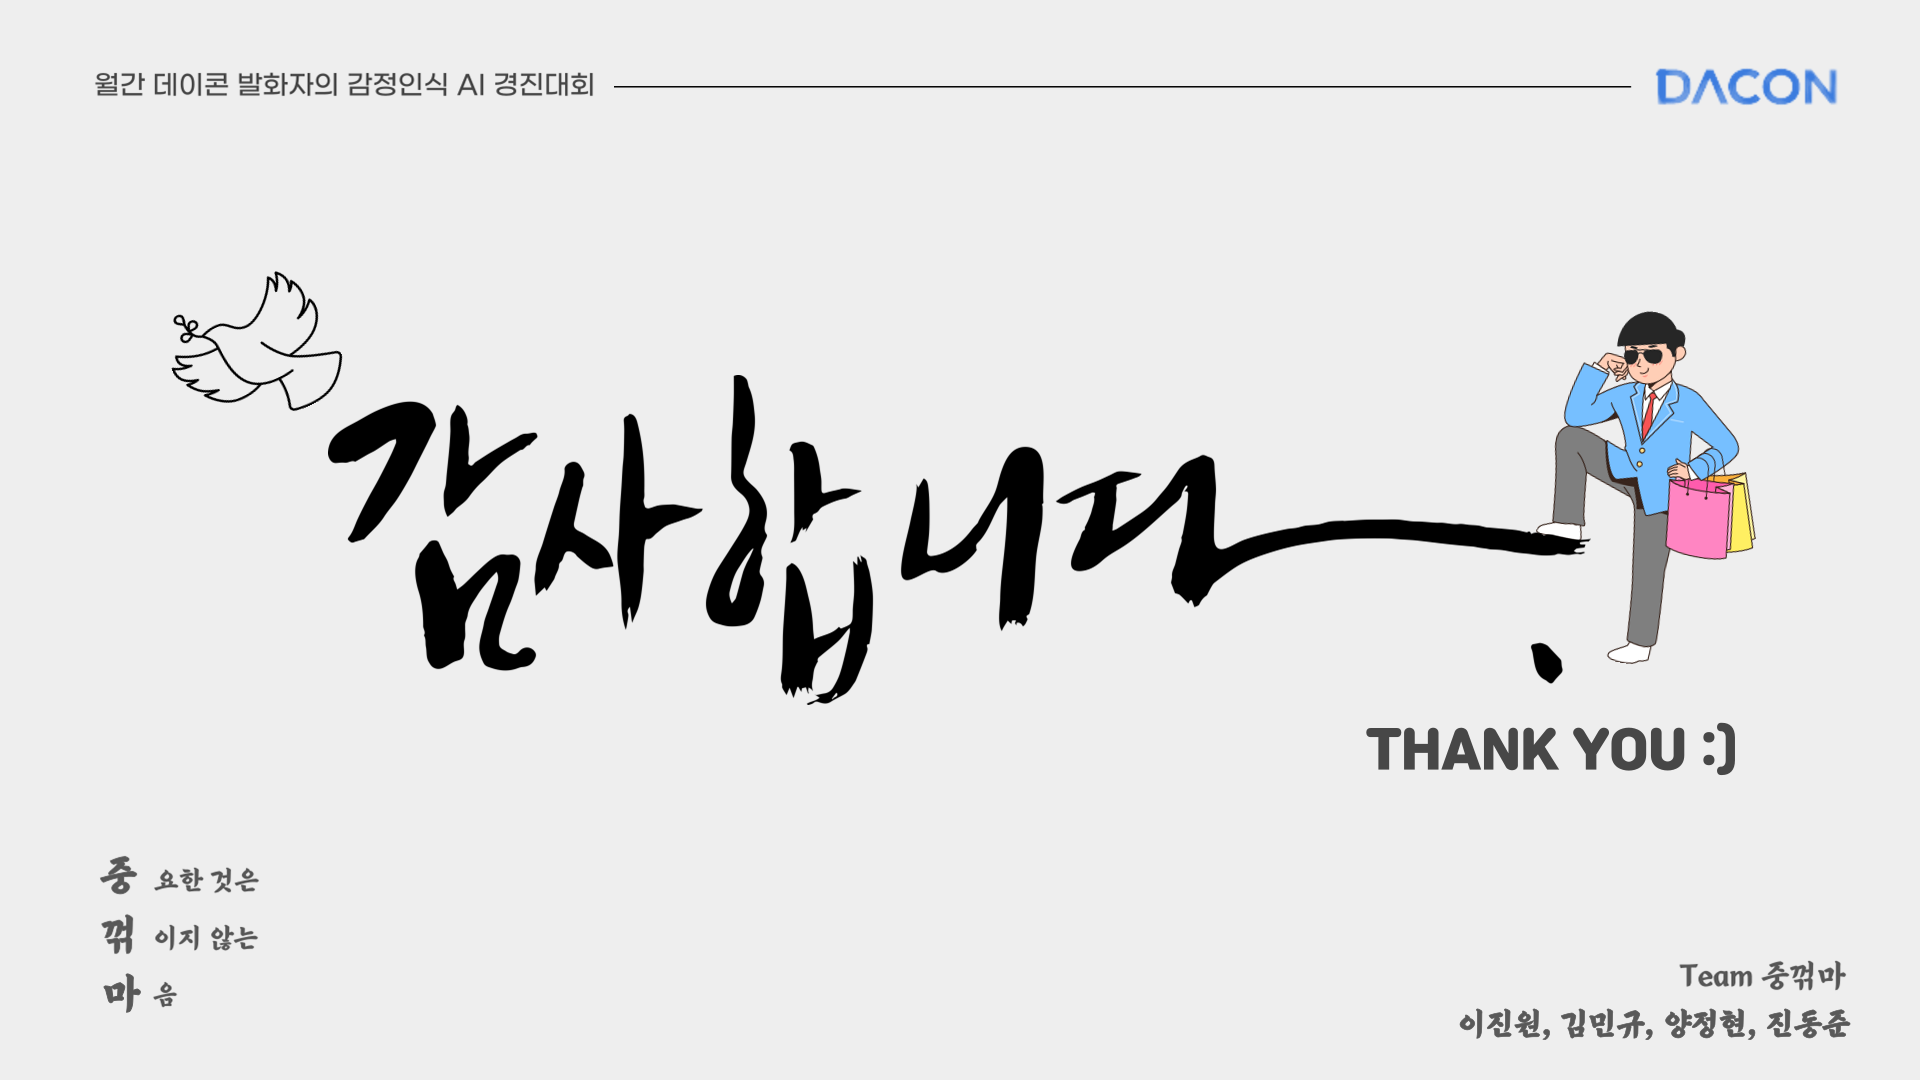 월간 데이콘 발화자의 감정인식 AI 경진대회
DACON
감사합니다.
THANK YOU :)
중 요한 것은
꺾 이지 않는
마 음
Team 중꺾마
이진원, 김민규, 양정현, 진동준